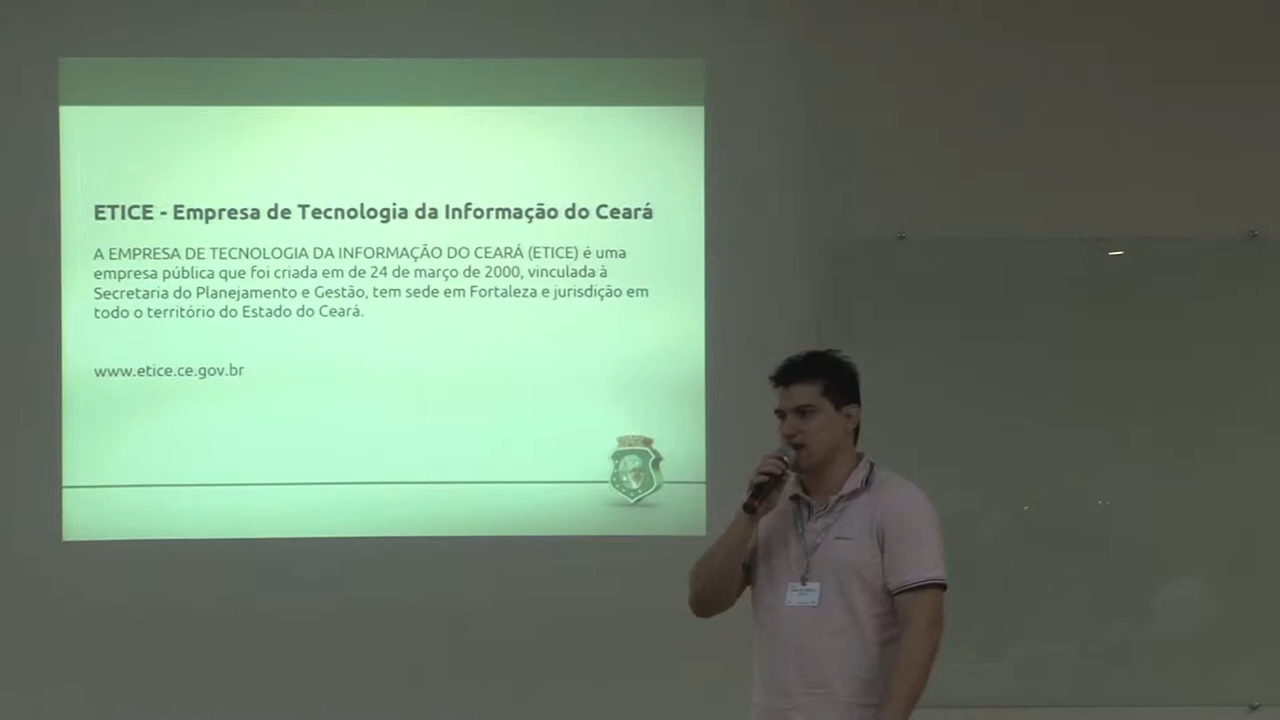 ETICE - Empresa de Tecnologia da Informação do Ceará
A EMPRESA DE TECNOLOGIA DA INFORMAÇÃO DO CEARÁ (ETICE) é uma
empresa pública que foi criada em de 24 de março de 2000, vinculada à
Secretaria do Planejamento e Gestão, tem sede em Fortaleza e jurisdição em
todo o território do Estado do Ceará.
www.etice.ce.gov.br